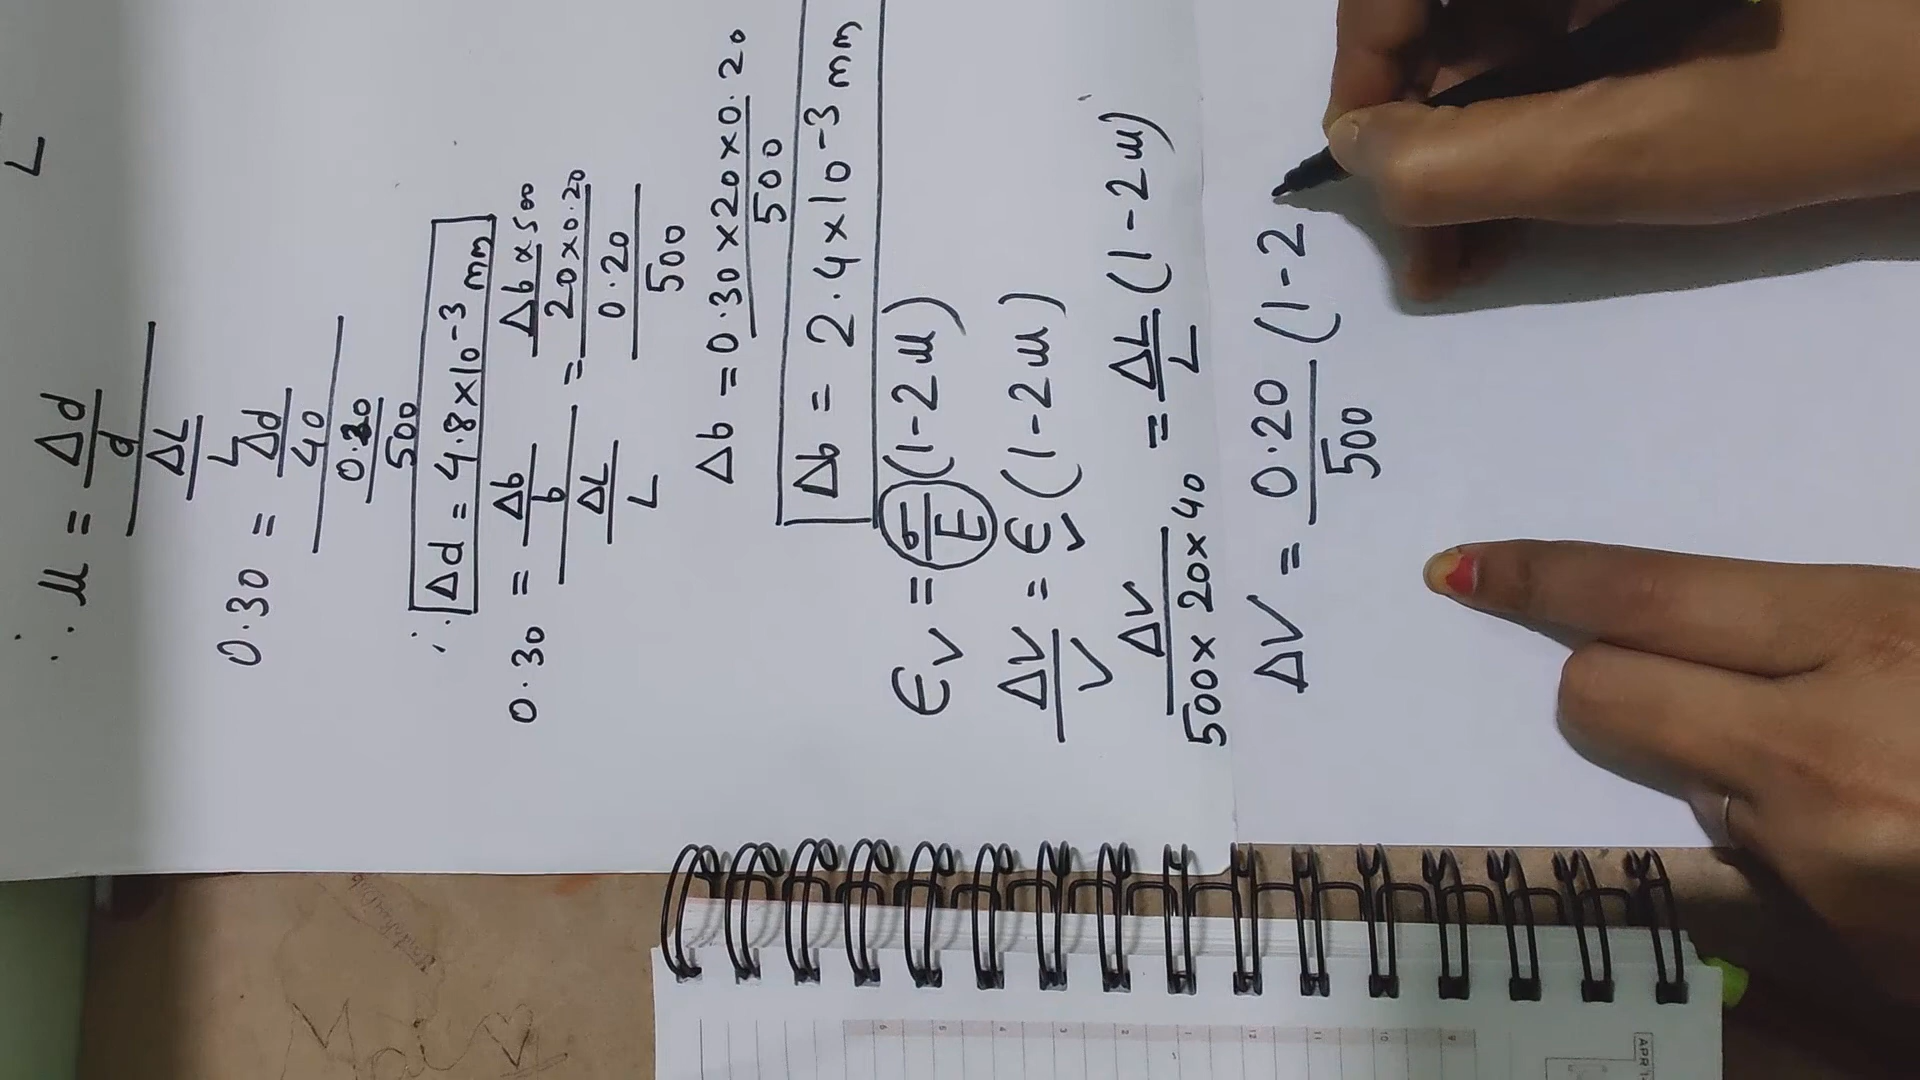 L
∴ μ = Δd/d / ΔL/L
0.30 = Δd/40 / 0.20/500
∴ Δd = 4.8×10⁻³ mm
0.30 = Δb/b / ΔL/L = Δb×500/20×0.20 / 0.20/500
Δb = 0.30×20×0.20/500
Δb = 2.4×10⁻³ mm
ϵv = σ/E (1-2μ)
ΔV/V = ϵ (1-2μ)
ΔV/500×20×40 = ΔL/L (1-2μ)
ΔV = 0.20/500 (1-2